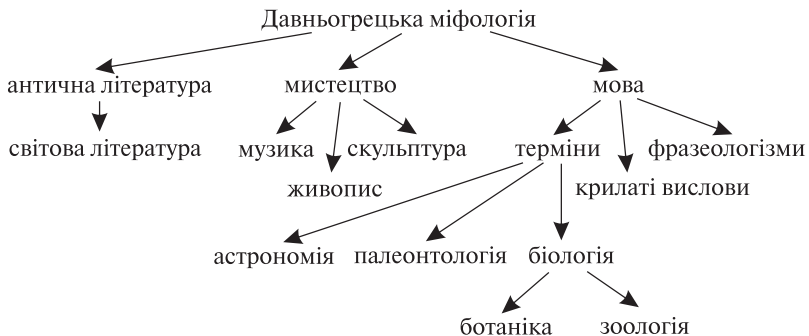 Давньогрецька міфологія
антична література мистецтво мова
світова література музика скульптура терміни фразеологізми
живопис крилаті вислови
астрономія палеонтологія біологія
ботаніка зоологія